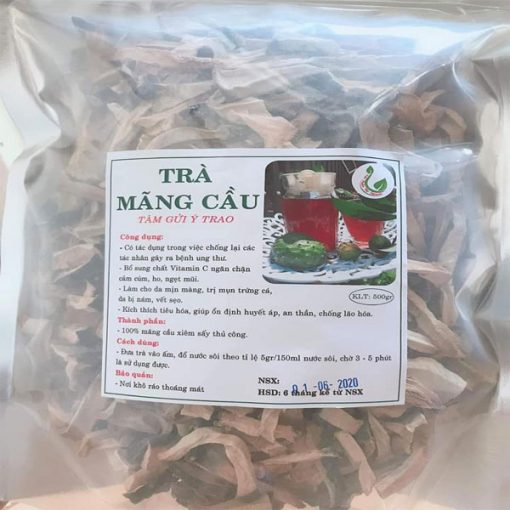 TRÀ
MÃNG CẦU
TÂM GỬI Ý TRAO
Công dụng:
- Có tác dụng trong việc chống lại các
tác nhân gây ra bệnh ung thư.
- Bổ sung chất Vitamin C ngăn chặn
cảm cúm, ho, ngẹt mũi.
- Làm cho da mịn màng, trị mụn trứng cá,
da bị nám, vết sẹo.
- Kích thích tiêu hóa, giúp ổn định huyết áp, an thần, chống lão hóa.
Thành phần:
- 100% mãng cầu xiêm sấy thủ công.
Cách dùng:
- Đưa trà vào ấm, đổ nước sôi theo tỉ lệ 5gr/150ml nước sôi, chờ 3 - 5 phút
là sử dụng được.
Bảo quản:
- Nơi khô ráo thoáng mát
KLT: 500gr
NSX: 01-06-2020
HSD: 6 tháng kể từ NSX